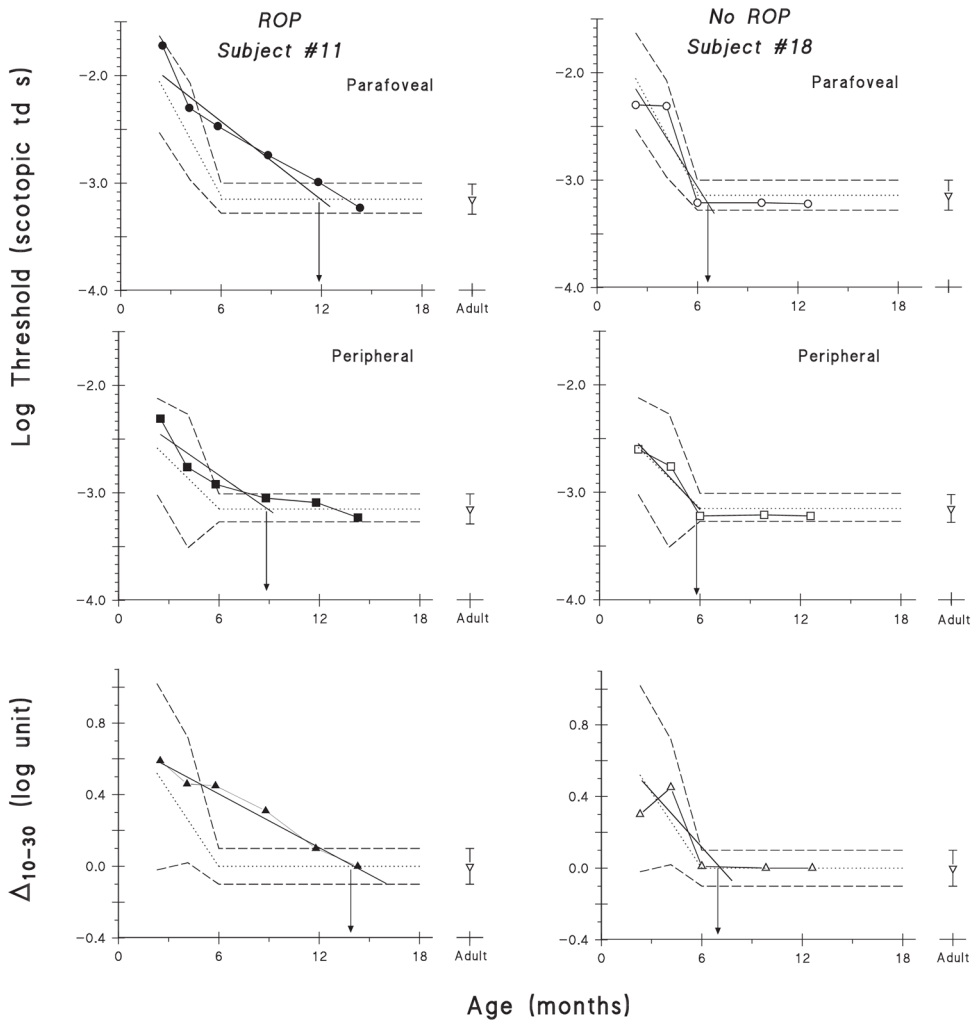 ROP
Subject #11
No ROP
Subject #18
Log Threshold (scotopic td s)
Parafoveal
−2.0
−3.0
−4.0
0 6 12 18 Adult
Parafoveal
−2.0
−3.0
−4.0
0 6 12 18
Peripheral
−2.0
−3.0
−4.0
0 6 12 18 Adult
Peripheral
−2.0
−3.0
−4.0
0 6 12 18 Adult
Δ10−30 (log unit)
0.8
0.4
0.0
−0.4
0 6 12 18 Adult
0.8
0.4
0.0
−0.4
0 6 12 18 Adult
Age (months)